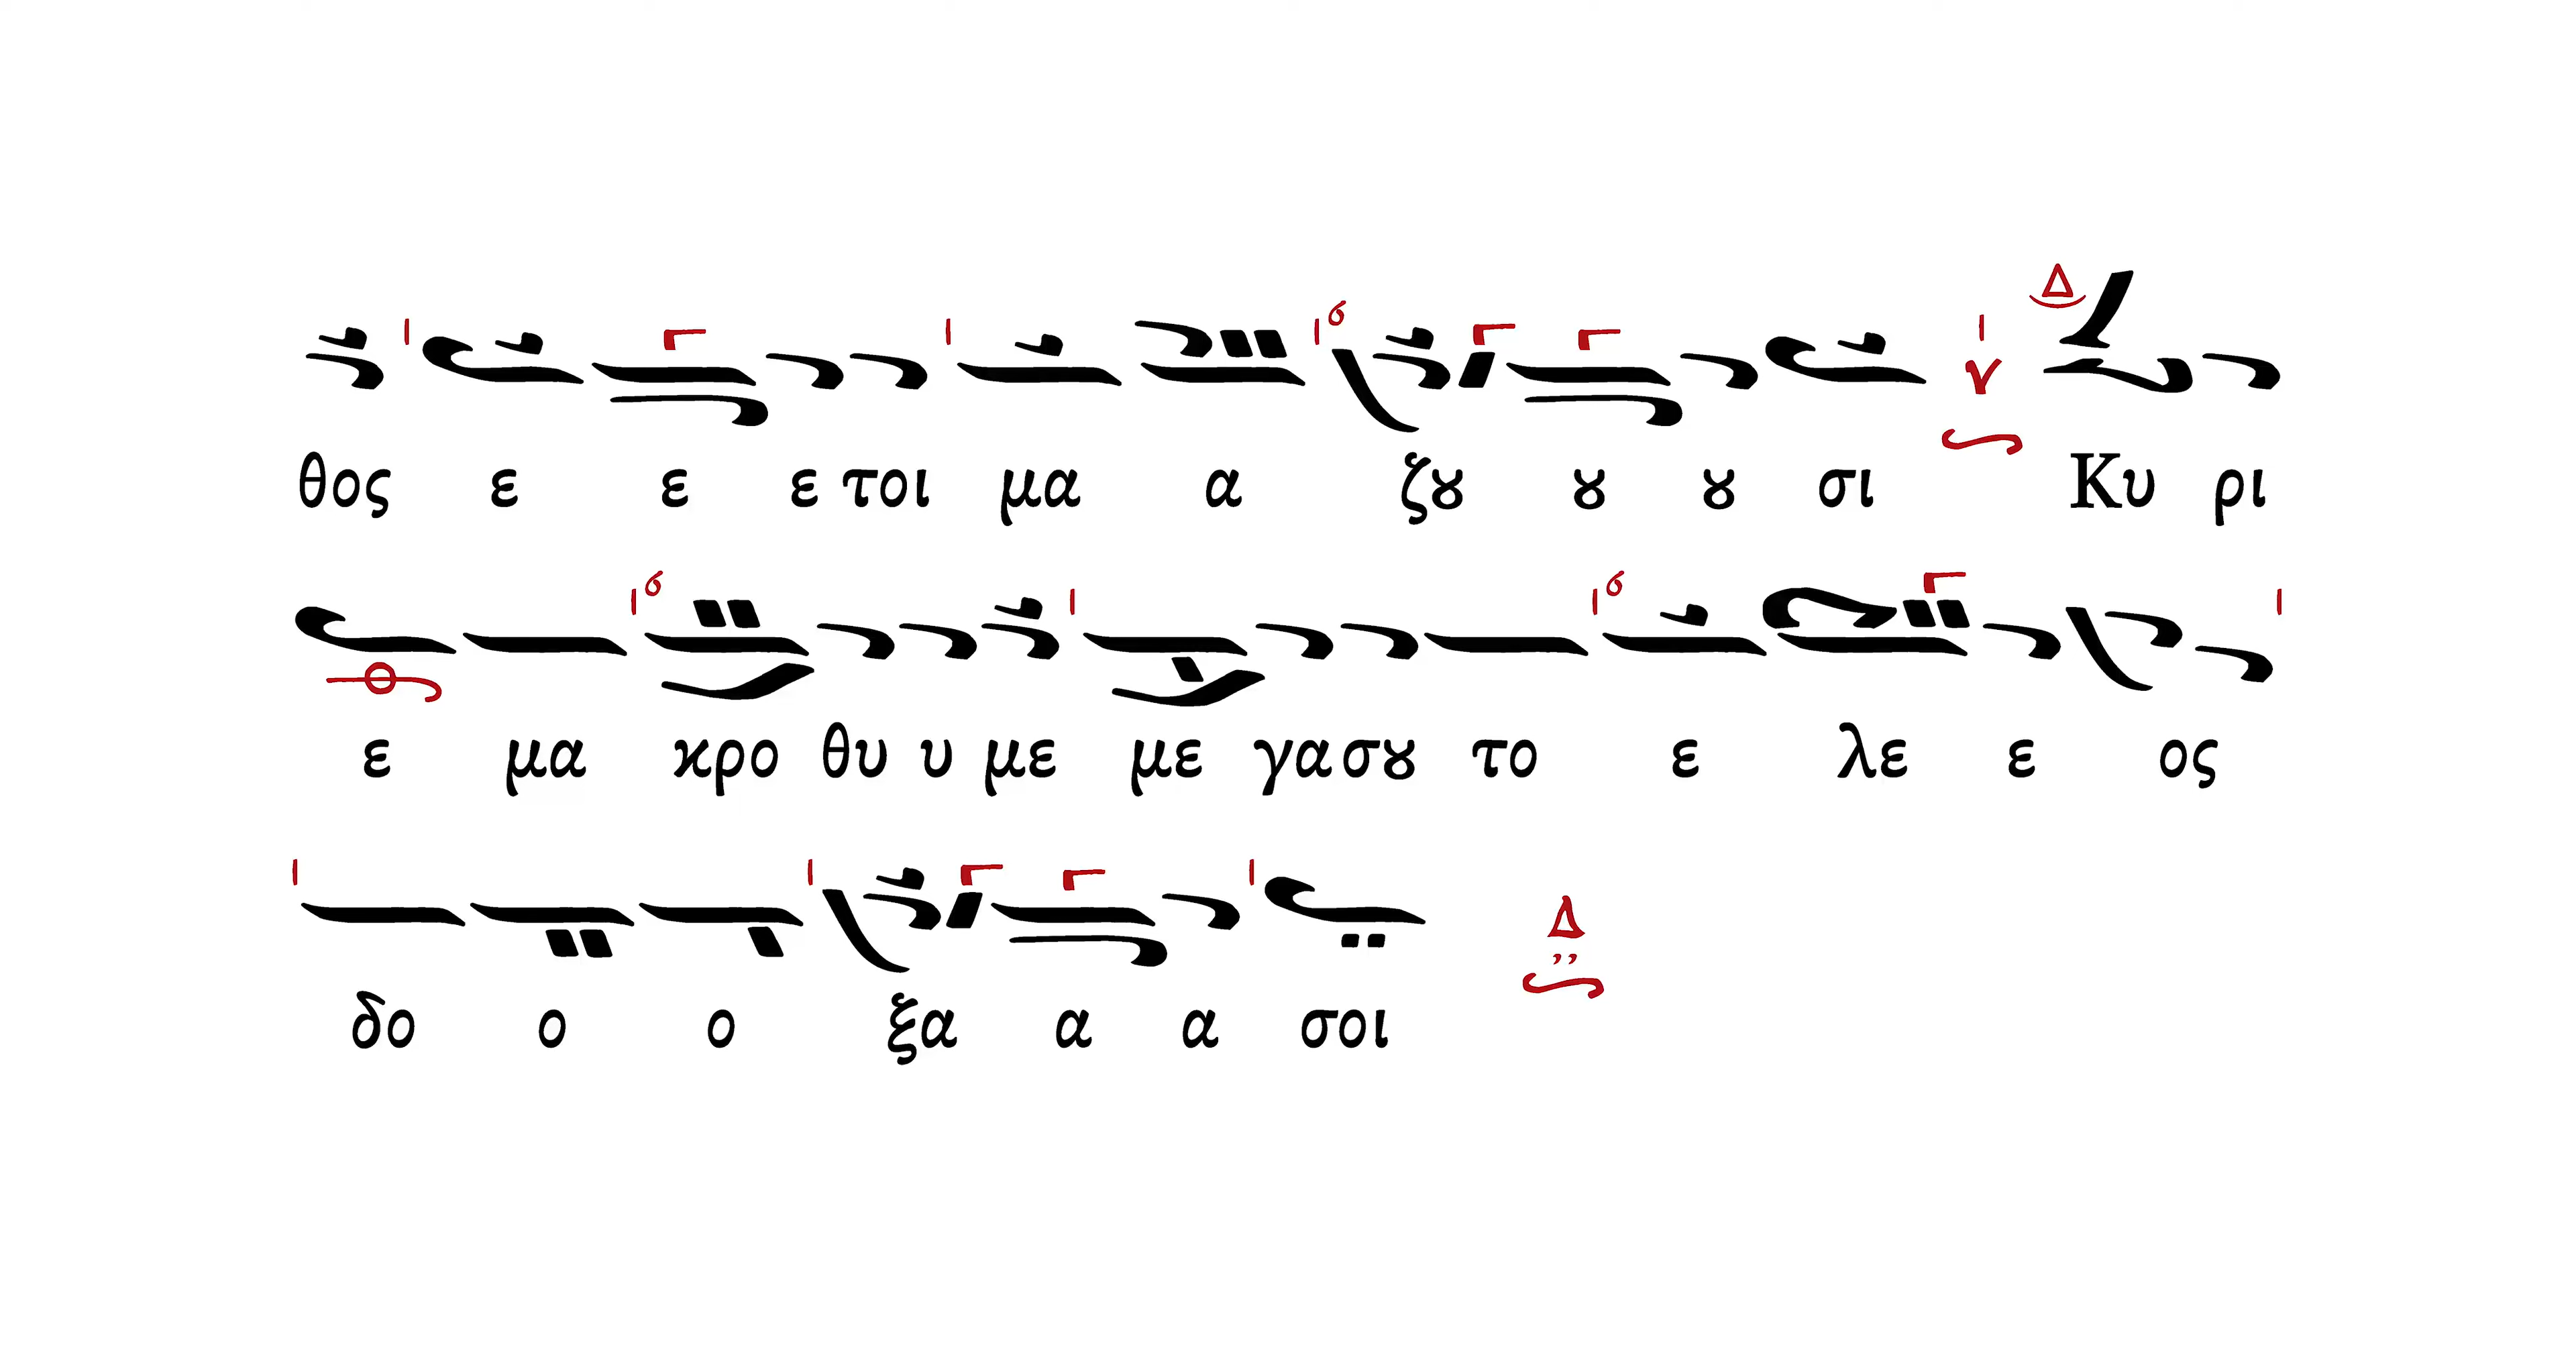 θος ε ε ε τοι μα α ζȣ ȣ ȣ σι Κυ ρι
ε μα κρο θυ υ με με γα σȣ το ε λε ε ος
δο ο ο ξα α α σοι